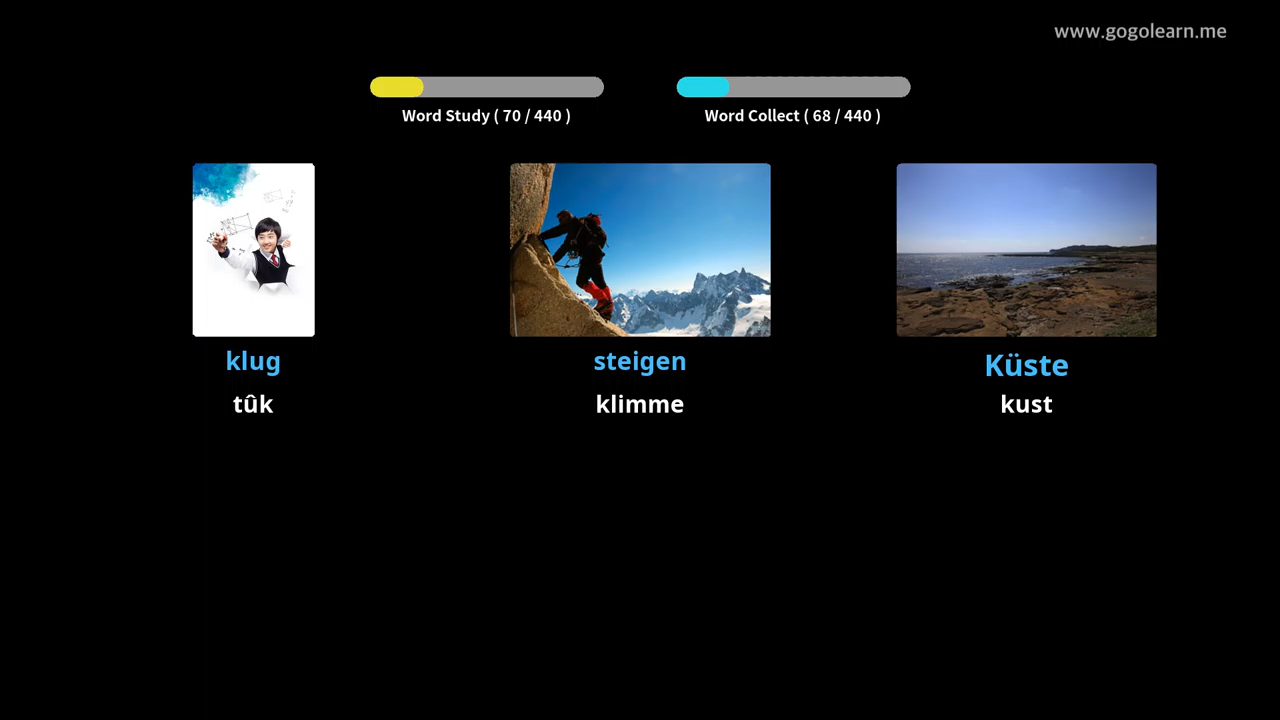 www.gogolearn.me
Word Study ( 70 / 440 )
Word Collect ( 68 / 440 )
klug
steigen
Küste
tûk
klimme
kust